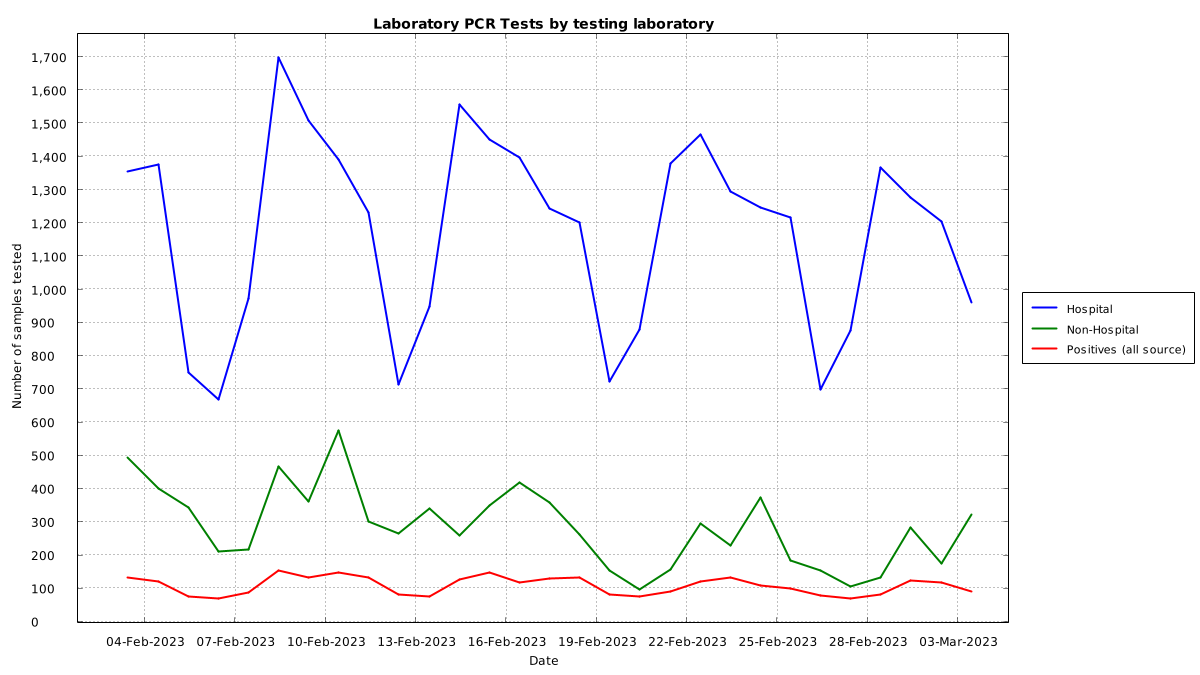 Laboratory PCR Tests by testing laboratory
1,700
1,600
1,500
1,400
1,300
1,200
1,100
1,000
900
800
700
600
500
400
300
200
100
0
Number of samples tested
04-Feb-2023 07-Feb-2023 10-Feb-2023 13-Feb-2023 16-Feb-2023 19-Feb-2023 22-Feb-2023 25-Feb-2023 28-Feb-2023 03-Mar-2023
Date
Hospital
Non-Hospital
Positives (all source)